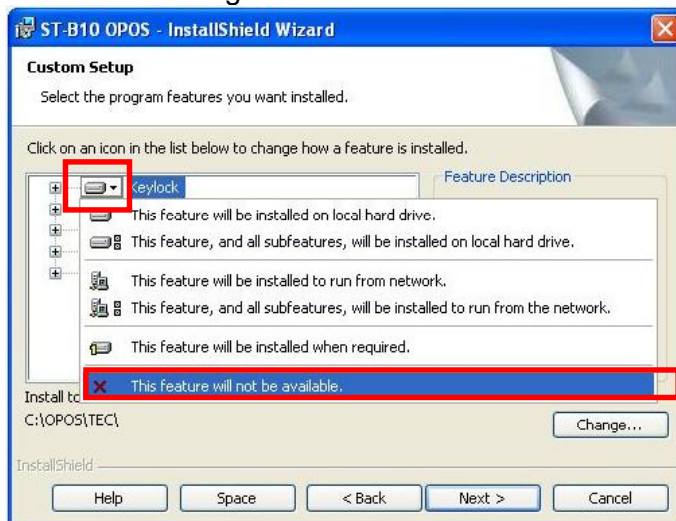 ST-B10 OPOS - InstallShield Wizard
Custom Setup
Select the program features you want installed.
Click on an icon in the list below to change how a feature is installed.
Keylock
Feature Description
This feature will be installed on local hard drive.
This feature, and all subfeatures, will be installed on local hard drive.
This feature will be installed to run from network.
This feature, and all subfeatures, will be installed to run from the network.
This feature will be installed when required.
This feature will not be available.
Install to
C:\OPOS\TEC\
Change...
InstallShield
Help Space < Back Next > Cancel